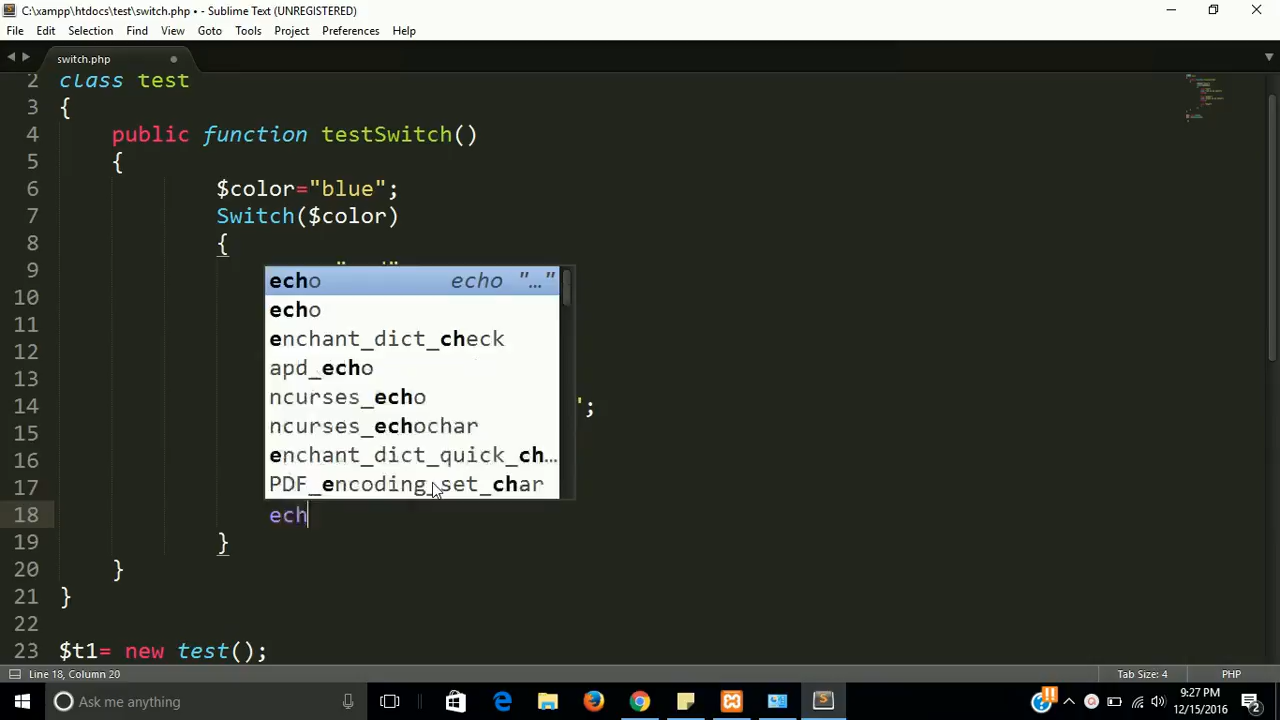 C:\xampp\htdocs\test\switch.php • - Sublime Text (UNREGISTERED)
File Edit Selection Find View Goto Tools Project Preferences Help
switch.php
2 class test
3 {
4 public function testSwitch()
5 {
6 $color="blue";
7 Switch($color)
8 {
9
10 echo echo "…"
11 echo
12 enchant_dict_check
13 apd_echo
14 ncurses_echo ';
15 ncurses_echochar
16 enchant_dict_quick_ch…
17 PDF_encoding_set_char
18 ech
19 }
20 }
21 }
22
23 $t1= new test();
Line 18, Column 20 Tab Size: 4 PHP
Ask me anything
9:27 PM
12/15/2016